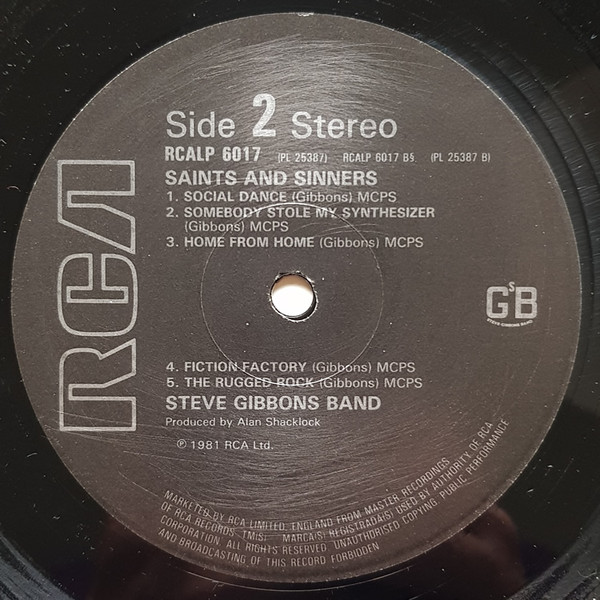 Side 2 Stereo
RCALP 6017 (PL 25387) RCALP 6017 B§ (PL 25387 B)
SAINTS AND SINNERS
1. SOCIAL DANCE (Gibbons) MCPS
2. SOMEBODY STOLE MY SYNTHESIZER
(Gibbons) MCPS
3. HOME FROM HOME (Gibbons) MCPS
RCA
GsB
STEVE GIBBONS BAND
4. FICTION FACTORY (Gibbons) MCPS
5. THE RUGGED ROCK (Gibbons) MCPS
STEVE GIBBONS BAND
Produced by Alan Shacklock
℗ 1981 RCA Ltd.
MARKETED BY RCA LIMITED, ENGLAND FROM MASTER RECORDINGS
OF RCA RECORDS. TM(S). MARCA(S) REGISTRADA(S) USED BY AUTHORITY OF RCA
CORPORATION. ALL RIGHTS RESERVED. UNAUTHORISED COPYING, PUBLIC PERFORMANCE
AND BROADCASTING OF THIS RECORD FORBIDDEN